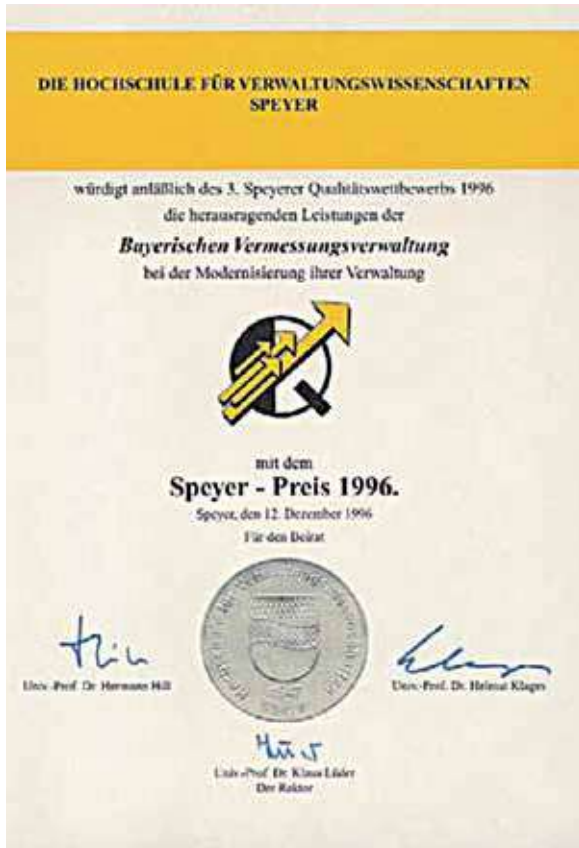 DIE HOCHSCHULE FÜR VERWALTUNGSWISSENSCHAFTEN
SPEYER
würdigt anläßlich des 3. Speyerer Qualitätswettbewerbs 1996
die herausragenden Leistungen der
Bayerischen Vermessungsverwaltung
bei der Modernisierung ihrer Verwaltung
mit dem
Speyer - Preis 1996.
Speyer, den 12. Dezember 1996
Für den Beirat
Univ.-Prof. Dr. Hermann Hill
Univ.-Prof. Dr. Helmut Klages
Univ.-Prof. Dr. Klaus Lüder
Der Rektor